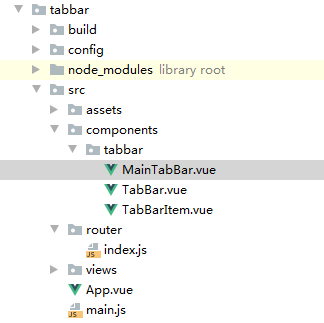 tabbar
build
config
node_modules library root
src
assets
components
tabbar
MainTabBar.vue
TabBar.vue
TabBarItem.vue
router
index.js
views
App.vue
main.js